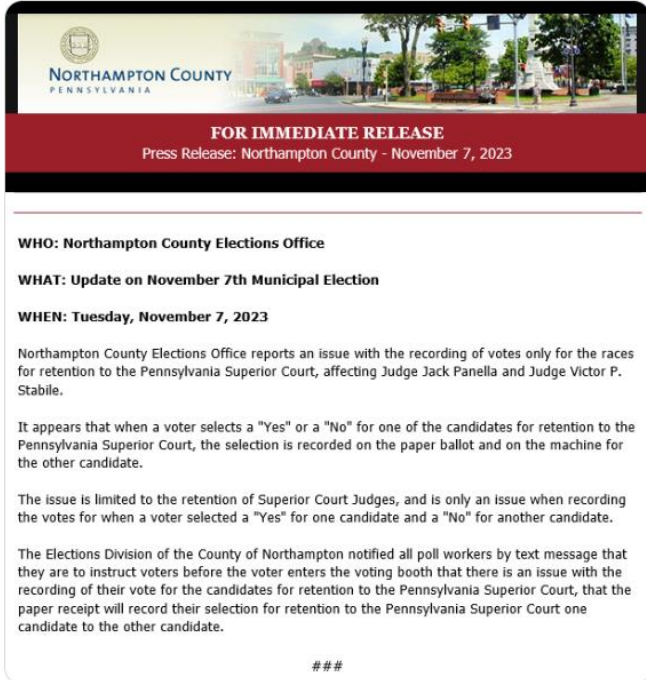 NORTHAMPTON COUNTY
PENNSYLVANIA
FOR IMMEDIATE RELEASE
Press Release: Northampton County - November 7, 2023
WHO: Northampton County Elections Office
WHAT: Update on November 7th Municipal Election
WHEN: Tuesday, November 7, 2023
Northampton County Elections Office reports an issue with the recording of votes only for the races
for retention to the Pennsylvania Superior Court, affecting Judge Jack Panella and Judge Victor P.
Stabile.
It appears that when a voter selects a "Yes" or a "No" for one of the candidates for retention to the
Pennsylvania Superior Court, the selection is recorded on the paper ballot and on the machine for
the other candidate.
The issue is limited to the retention of Superior Court Judges, and is only an issue when recording
the votes for when a voter selected a "Yes" for one candidate and a "No" for another candidate.
The Elections Division of the County of Northampton notified all poll workers by text message that
they are to instruct voters before the voter enters the voting booth that there is an issue with the
recording of their vote for the candidates for retention to the Pennsylvania Superior Court, that the
paper receipt will record their selection for retention to the Pennsylvania Superior Court one
candidate to the other candidate.
###